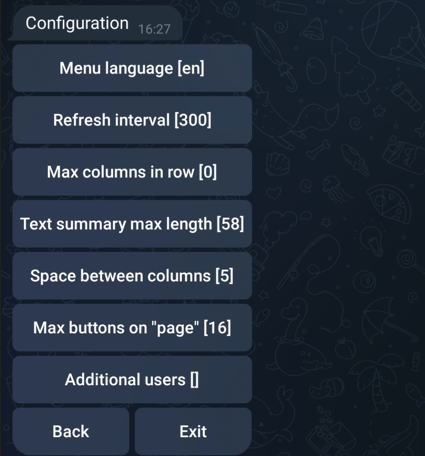 Configuration 16:27
Menu language [en]
Refresh interval [300]
Max columns in row [0]
Text summary max length [58]
Space between columns [5]
Max buttons on "page" [16]
Additional users []
Back Exit